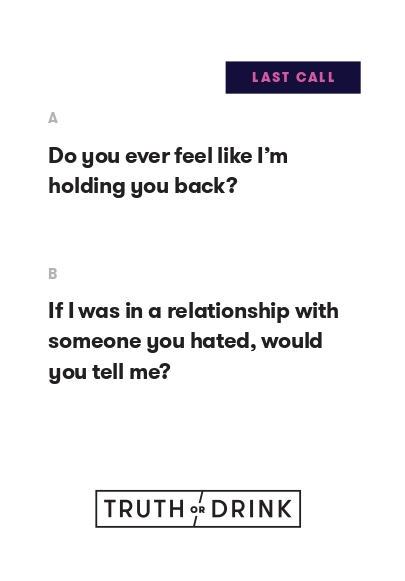 LAST CALL
A
Do you ever feel like I’m
holding you back?
B
If I was in a relationship with
someone you hated, would
you tell me?
TRUTH OR DRINK